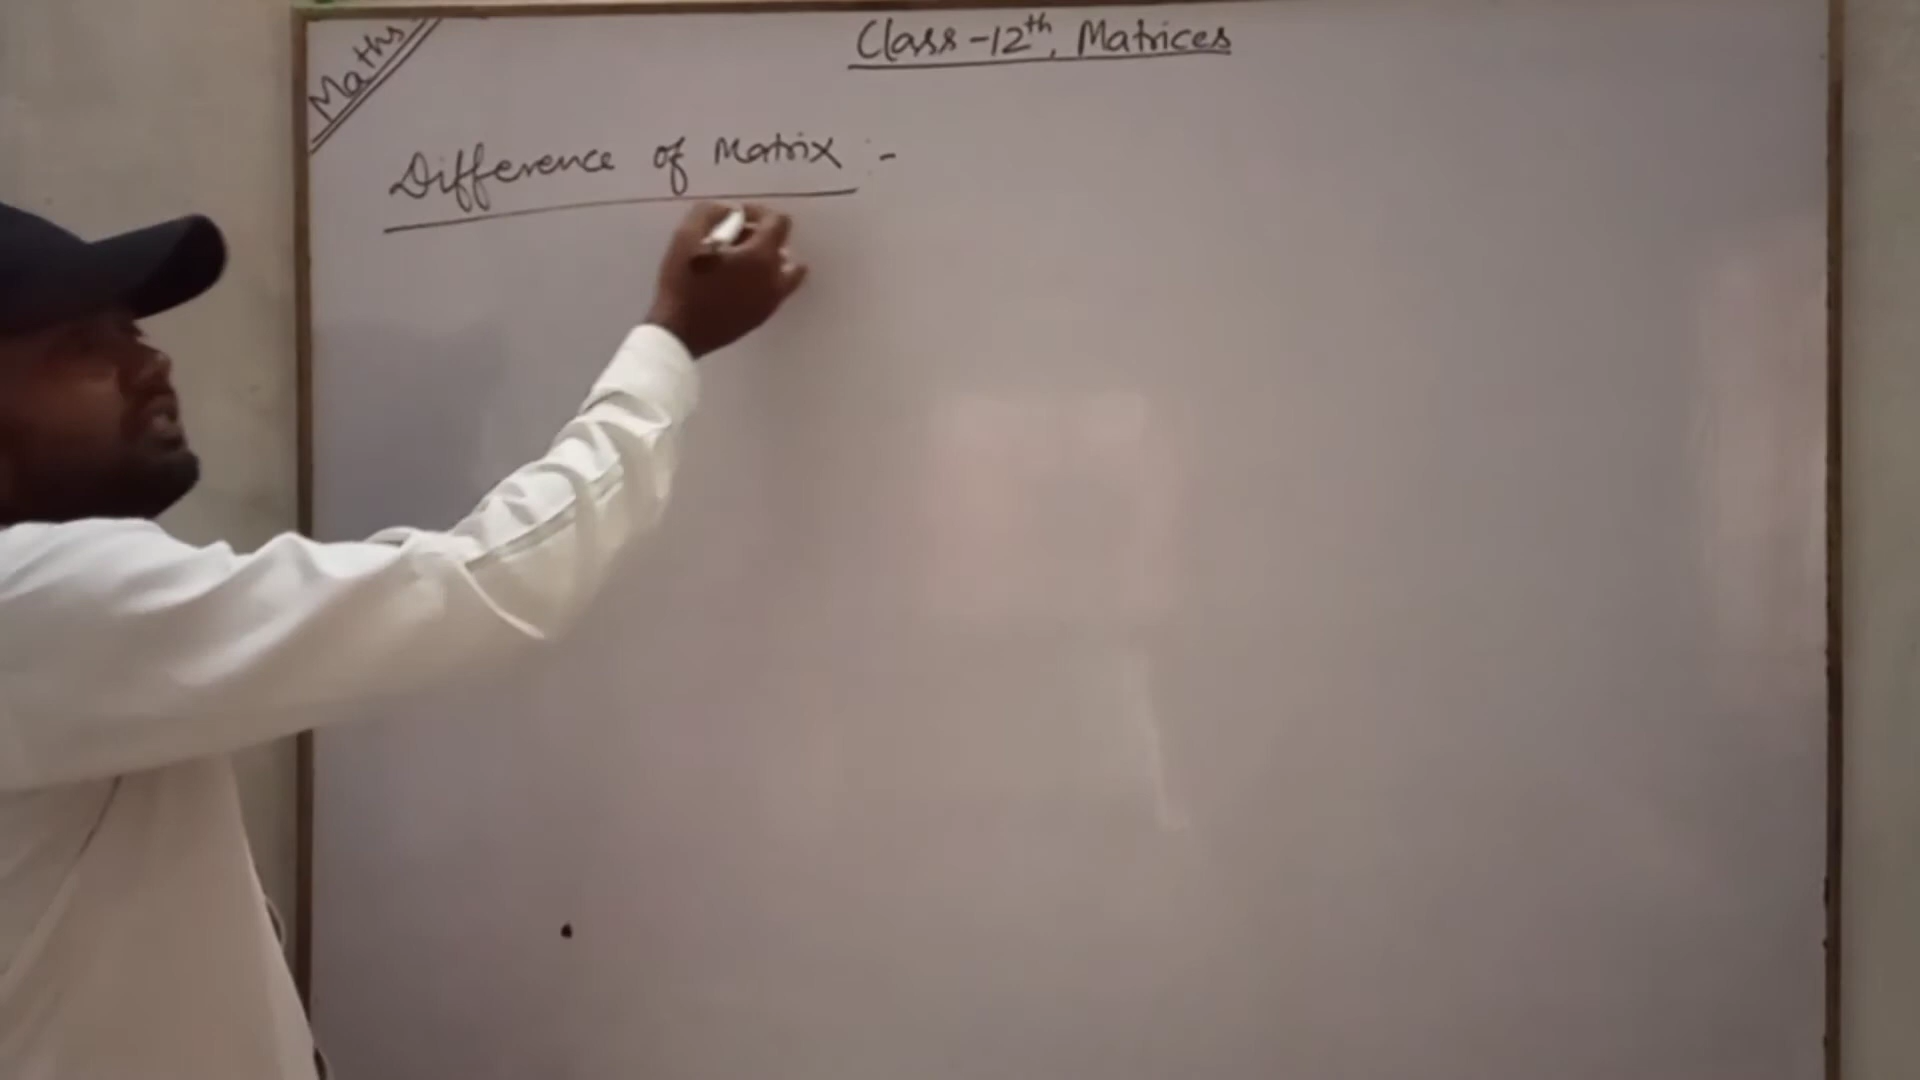 Maths
Class-12th, Matrices
Difference of Matrix :-